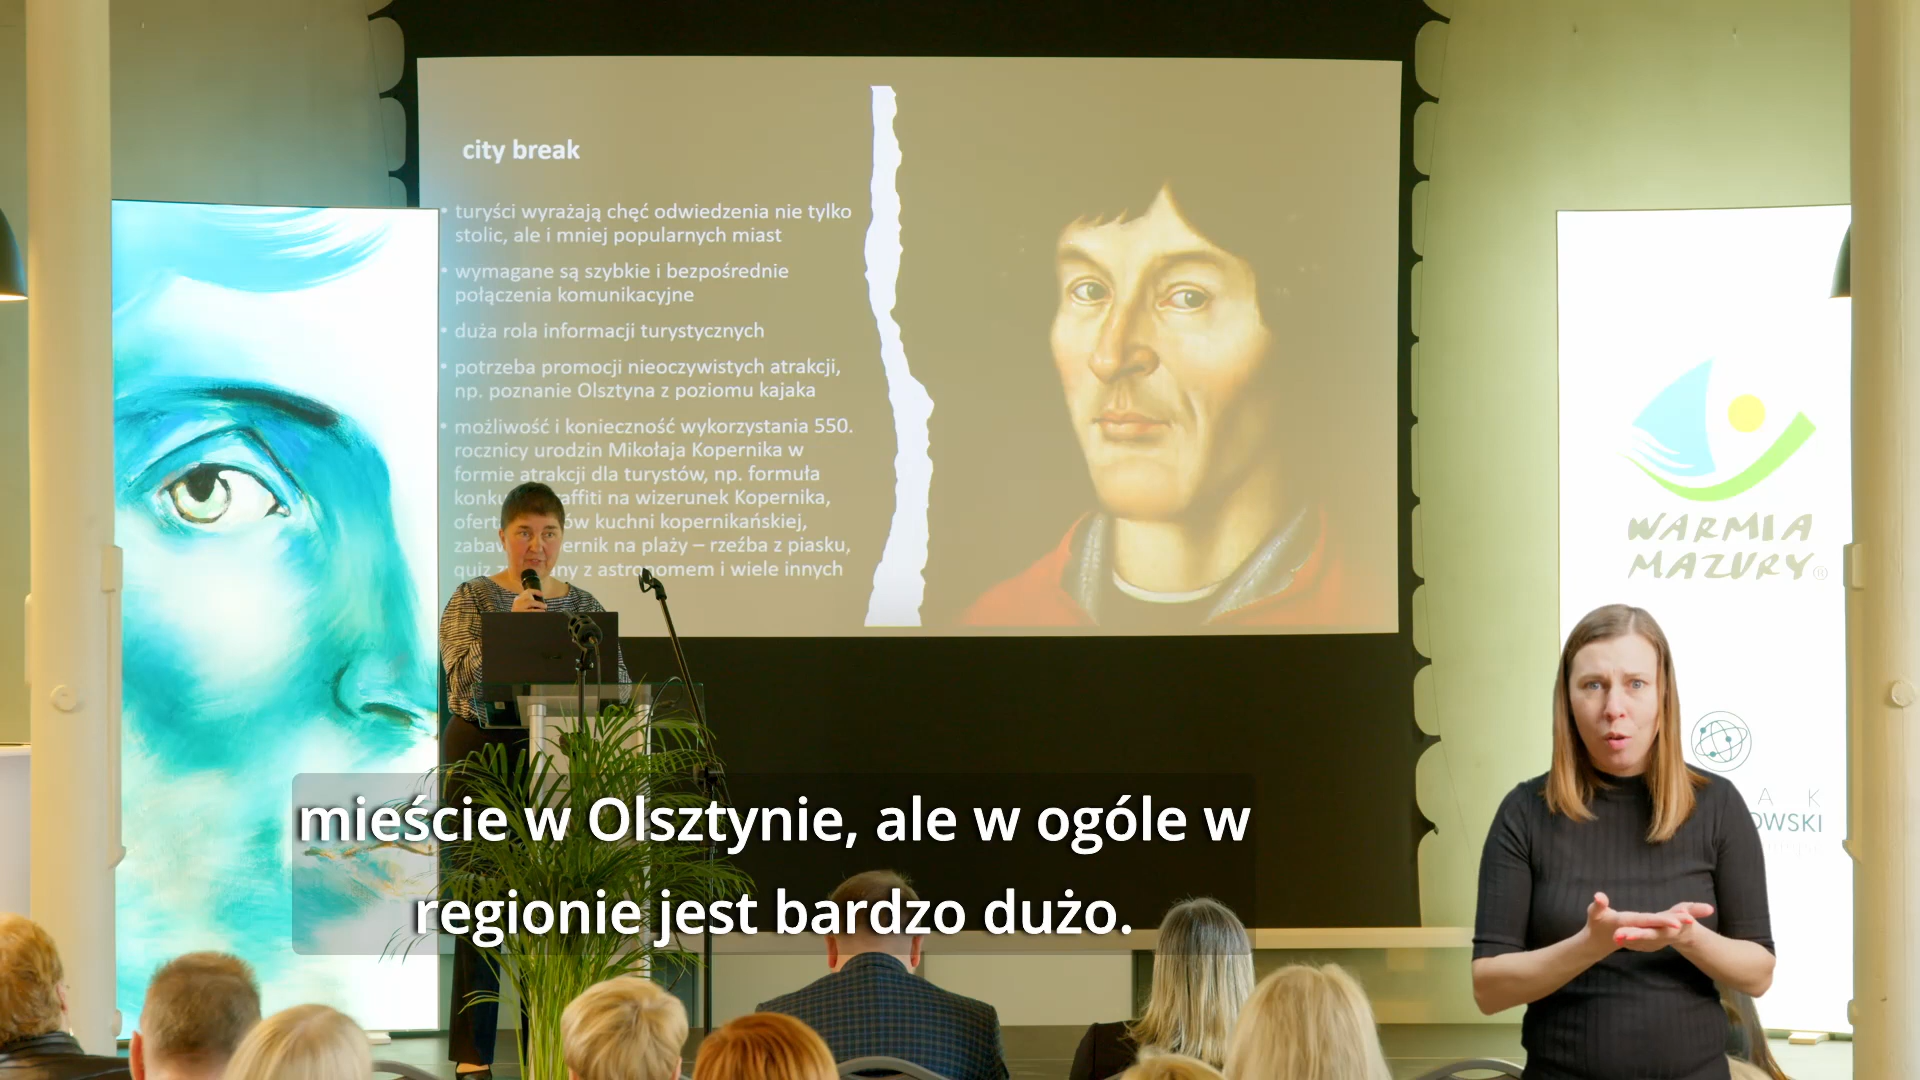 city break
• turyści wyrażają chęć odwiedzenia nie tylko
stolic, ale i mniej popularnych miast
• wymagane są szybkie i bezpośrednie
połączenia komunikacyjne
• duża rola informacji turystycznych
• potrzeba promocji nieoczywistych atrakcji,
np. poznanie Olsztyna z poziomu kajaka
• możliwość i konieczność wykorzystania 550.
rocznicy urodzin Mikołaja Kopernika w
formie atrakcji dla turystów, np. formuła
na wizerunek Kopernika,
kuchni kopernikańskiej,
na plaży – rzeźba z piasku,
quiz z astronomem i wiele innych
WARMIA
MAZURY®
mieście w Olsztynie, ale w ogóle w
regionie jest bardzo dużo.